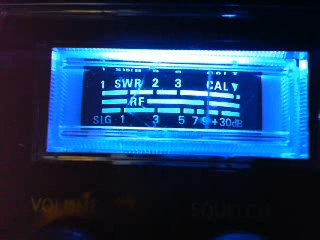 1 SWR 2 3 CAL▼
RF
SIG 1 3 5 7 9 +30dB
VOLUME SQUELCH